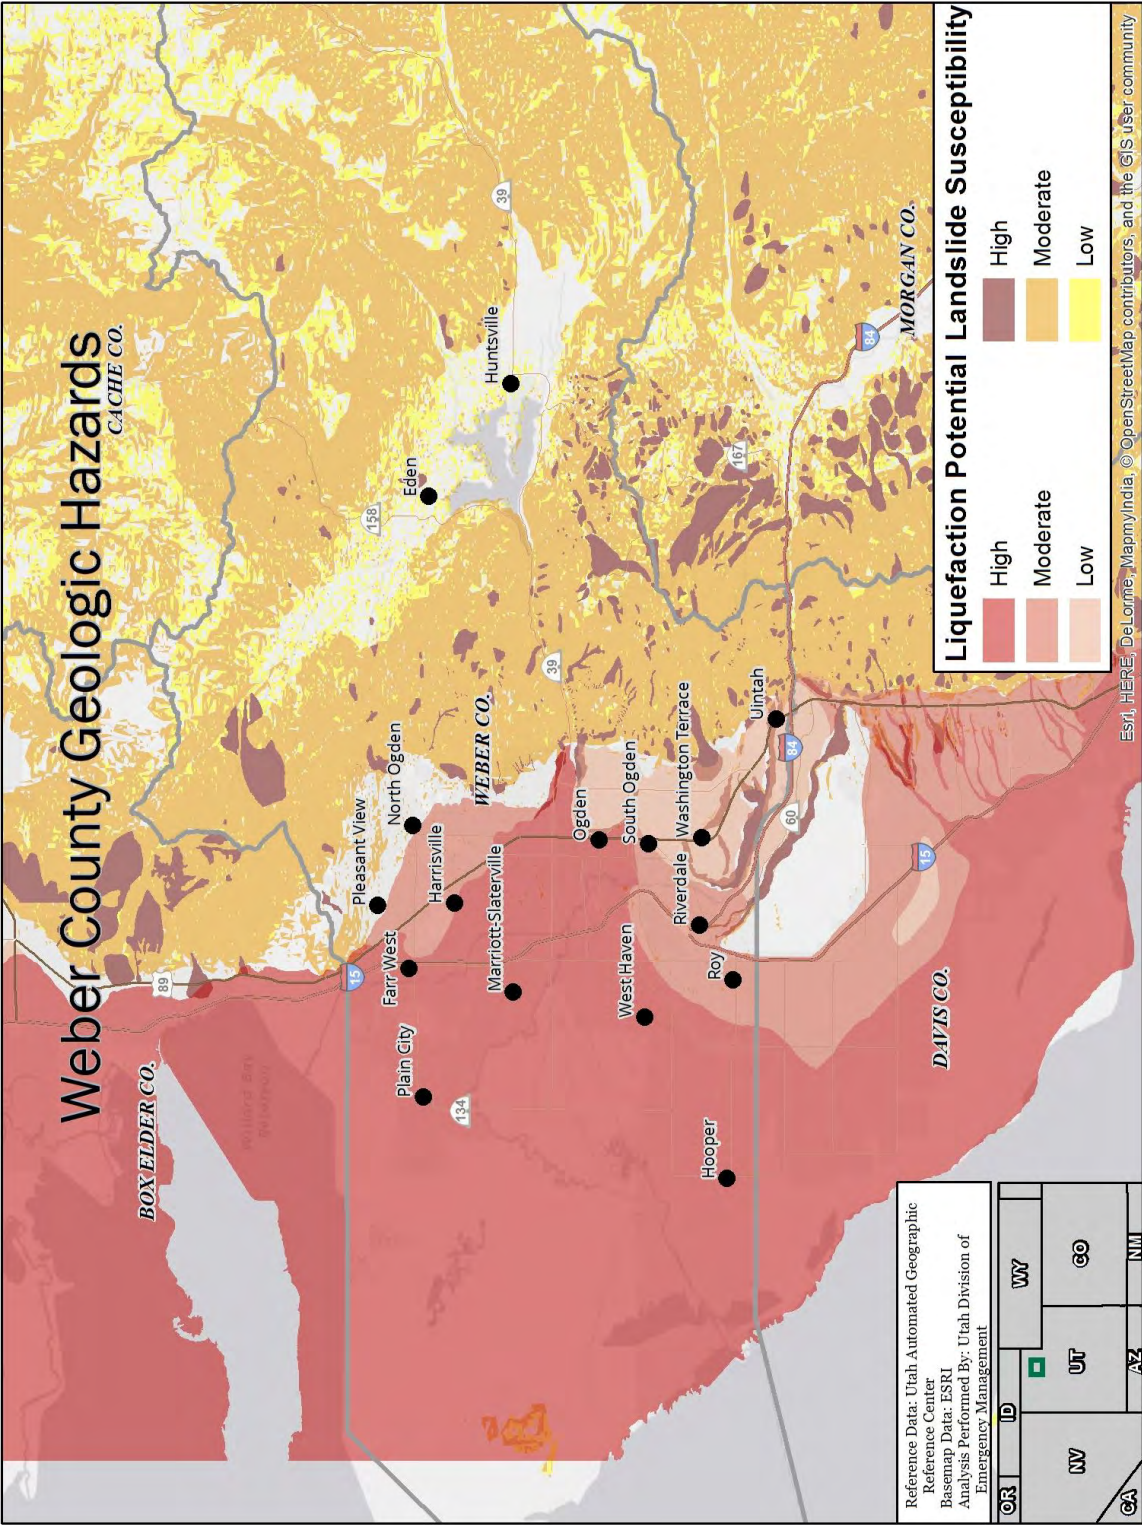 Weber County Geologic Hazards
CACHE CO.
BOX ELDER CO.
WEBER CO.
MORGAN CO.
DAVIS CO.
Willard Bay
Reservoir
89
15
158
39
39
134
167
84
84
60
15
Pleasant View
North Ogden
Eden
Huntsville
Farr West
Harrisville
Plain City
Marriott-Slaterville
Ogden
South Ogden
West Haven
Riverdale
Washington Terrace
Roy
Uintah
Hooper
Liquefaction Potential
High
Moderate
Low
Landslide Susceptibility
High
Moderate
Low
Reference Data: Utah Automated Geographic
Reference Center
Basemap Data: ESRI
Analysis Performed By: Utah Division of
Emergency Management
OR
ID
WY
NV
UT
CO
CA
AZ
NM
Esri, HERE, DeLorme, MapmyIndia, © OpenStreetMap contributors, and the GIS user community